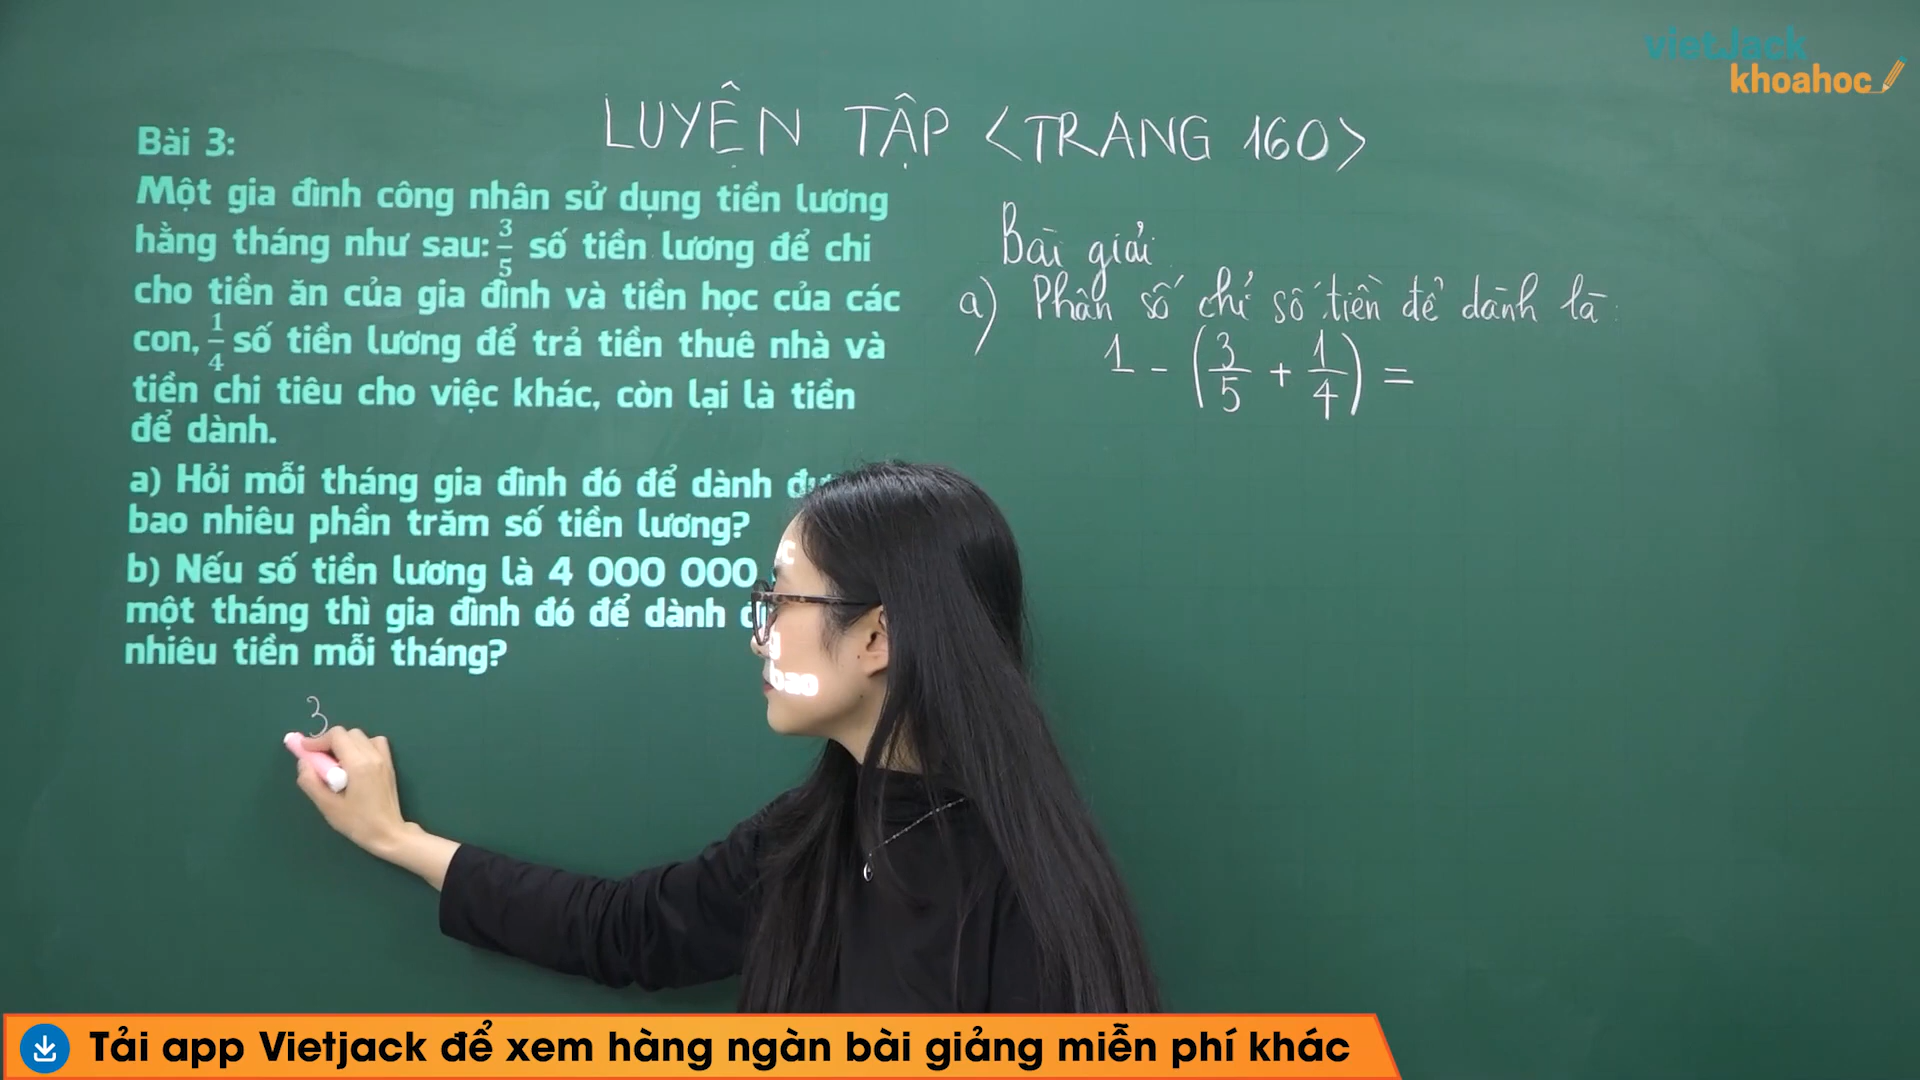 vietJack
khoahoc
LUYỆN TẬP <TRANG 160>
Bài 3:
Một gia đình công nhân sử dụng tiền lương
hằng tháng như sau: 3/5 số tiền lương để chi
cho tiền ăn của gia đình và tiền học của các
con, 1/4 số tiền lương để trả tiền thuê nhà và
tiền chi tiêu cho việc khác, còn lại là tiền
để dành.
a) Hỏi mỗi tháng gia đình đó để dành
bao nhiêu phần trăm số tiền lương?
b) Nếu số tiền lương là 4 000 000
một tháng thì gia đình đó để dành
bao
nhiêu tiền mỗi tháng?
3
Bài giải
a) Phân số chỉ số tiền để dành là:
1 - (3/5 + 1/4) =
Tải app Vietjack để xem hàng ngàn bài giảng miễn phí khác